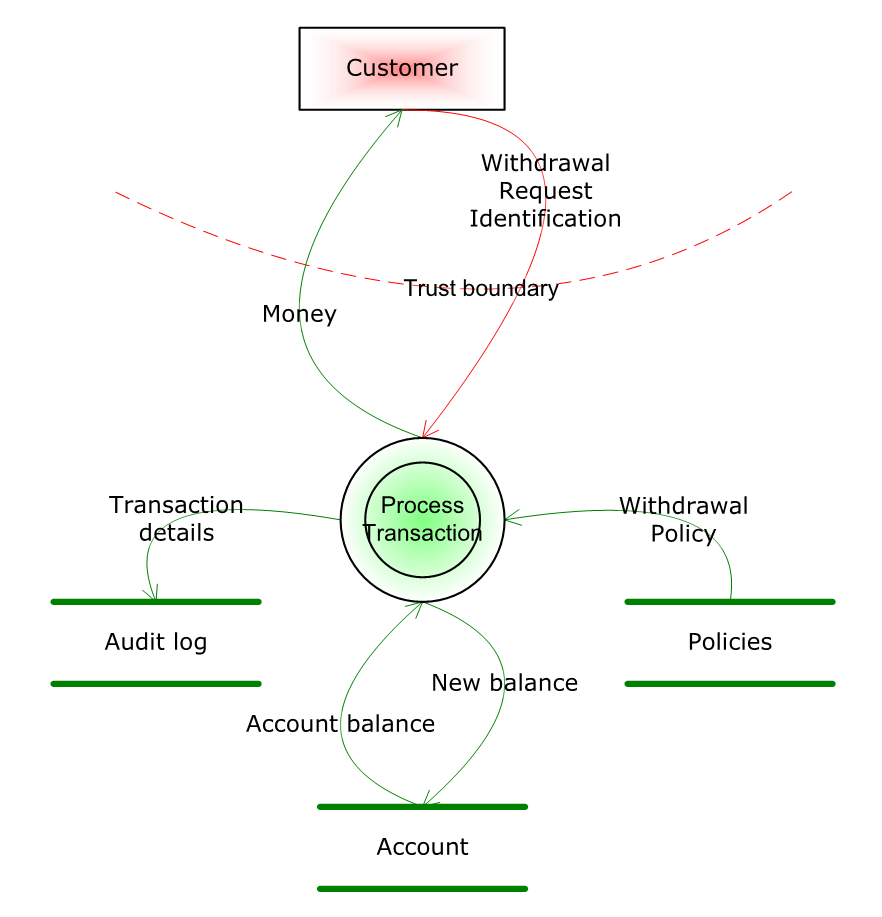 Customer
Withdrawal
Request
Identification
Trust boundary
Money
Process
Transaction
Transaction
details
Withdrawal
Policy
Audit log
Policies
New balance
Account balance
Account